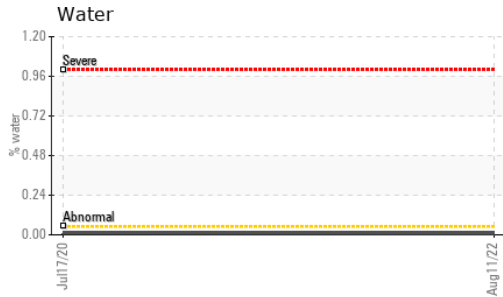 Water
1.20
0.96
0.72
0.48
0.24
0.00
% water
Severe
Abnormal
Jul17/20
Aug11/22